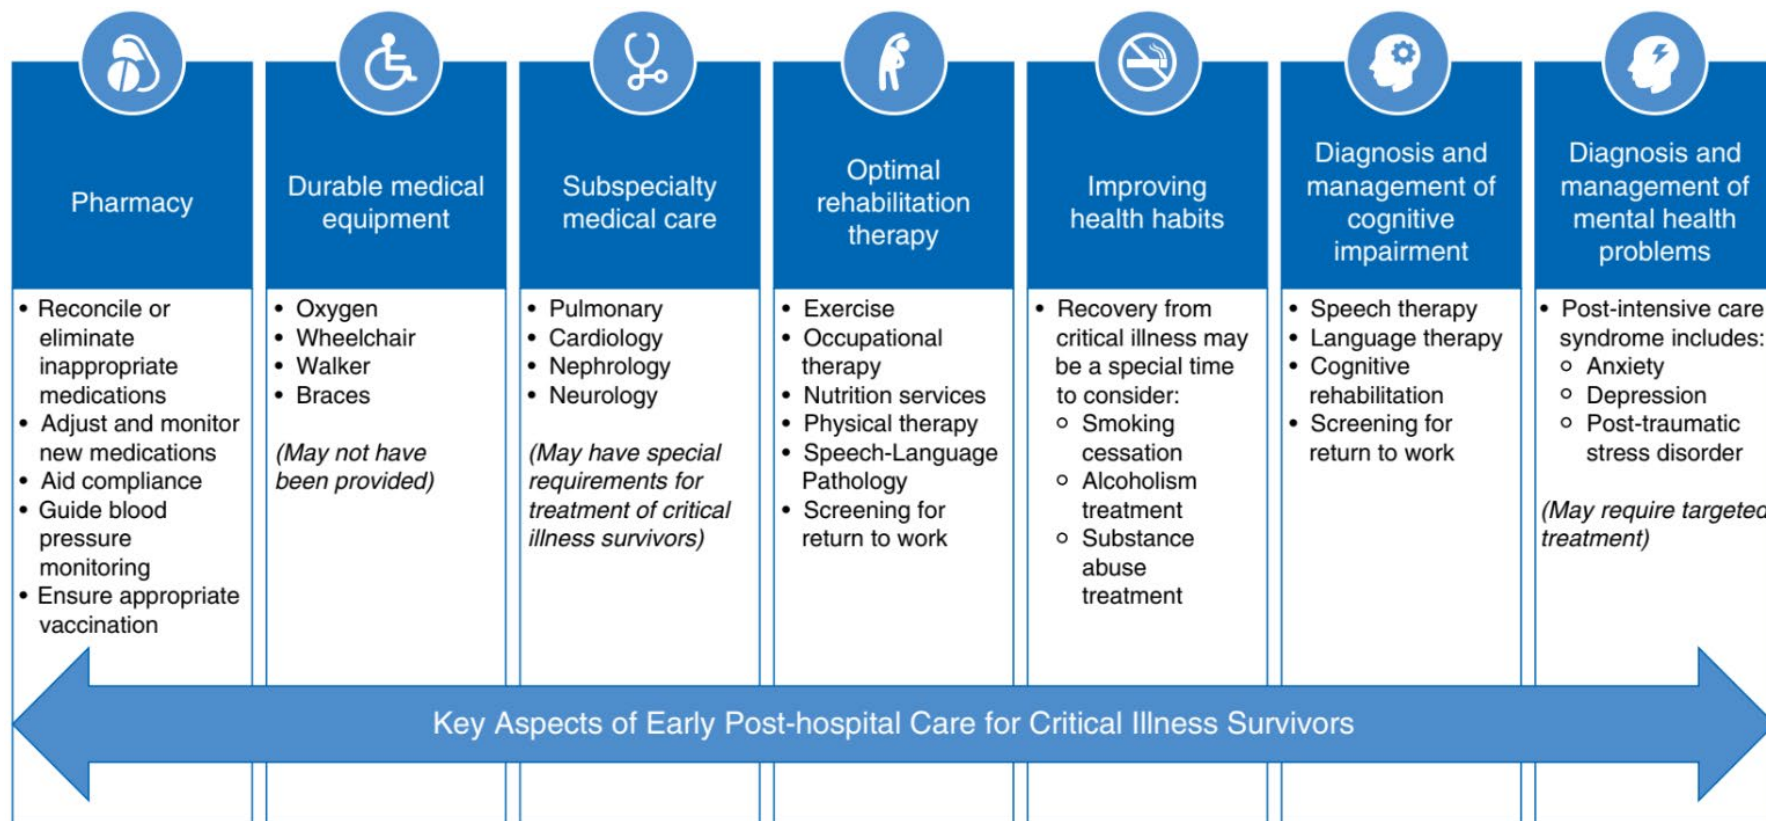 Pharmacy
• Reconcile or
eliminate
inappropriate
medications
• Adjust and monitor
new medications
• Aid compliance
• Guide blood
pressure
monitoring
• Ensure appropriate
vaccination
Durable medical
equipment
• Oxygen
• Wheelchair
• Walker
• Braces
(May not have
been provided)
Subspecialty
medical care
• Pulmonary
• Cardiology
• Nephrology
• Neurology
(May have special
requirements for
treatment of critical
illness survivors)
Optimal
rehabilitation
therapy
• Exercise
• Occupational
therapy
• Nutrition services
• Physical therapy
• Speech-Language
Pathology
• Screening for
return to work
Improving
health habits
• Recovery from
critical illness may
be a special time
to consider:
o Smoking
cessation
o Alcoholism
treatment
o Substance
abuse
treatment
Diagnosis and
management of
cognitive
impairment
• Speech therapy
• Language therapy
• Cognitive
rehabilitation
• Screening for
return to work
Diagnosis and
management of
mental health
problems
• Post-intensive care
syndrome includes:
o Anxiety
o Depression
o Post-traumatic
stress disorder
(May require targeted
treatment)
Key Aspects of Early Post-hospital Care for Critical Illness Survivors